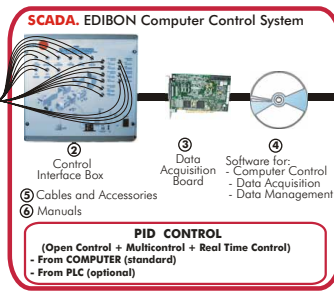 SCADA. EDIBON Computer Control System
②
Control
Interface Box
③
Data
Acquisition
Board
④
Software for:
- Computer Control
- Data Acquisition
- Data Management
⑤ Cables and Accessories
⑥ Manuals
PID CONTROL
(Open Control + Multicontrol + Real Time Control)
- From COMPUTER (standard)
- From PLC (optional)